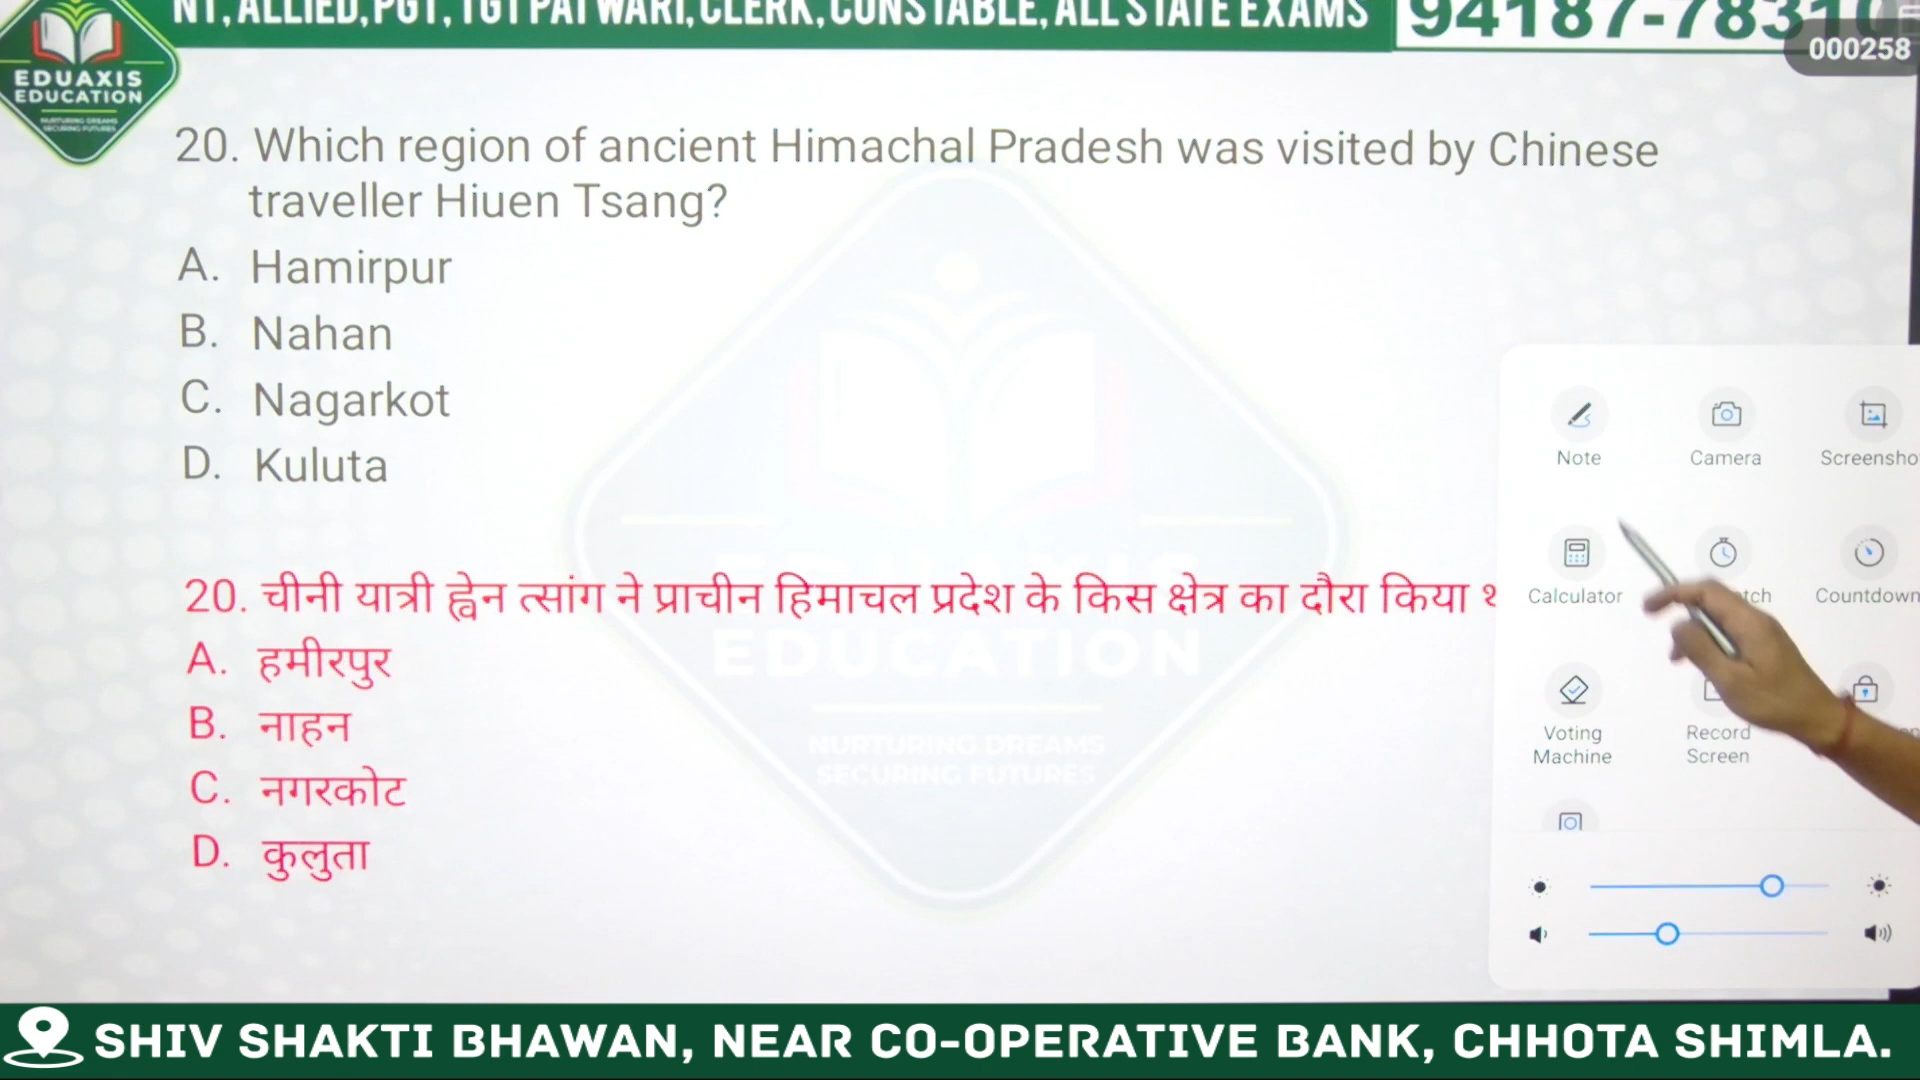 NT, ALLIED, PGT, TGT PATWARI, CLERK, CONSTABLE, ALL STATE EXAMS
94187-78310
000258
EDUAXIS
EDUCATION
NURTURING DREAMS
SECURING FUTURES
20. Which region of ancient Himachal Pradesh was visited by Chinese
traveller Hiuen Tsang?
A. Hamirpur
B. Nahan
C. Nagarkot
D. Kuluta
20. चीनी यात्री ह्वेन त्सांग ने प्राचीन हिमाचल प्रदेश के किस क्षेत्र का दौरा किया
A. हमीरपुर
B. नाहन
C. नगरकोट
D. कुलुता
EDUCATION
NURTURING DREAMS
SECURING FUTURES
Note
Camera
Screensho
Calculator
tch
Countdown
Voting
Machine
Record
Screen
SHIV SHAKTI BHAWAN, NEAR CO-OPERATIVE BANK, CHHOTA SHIMLA.